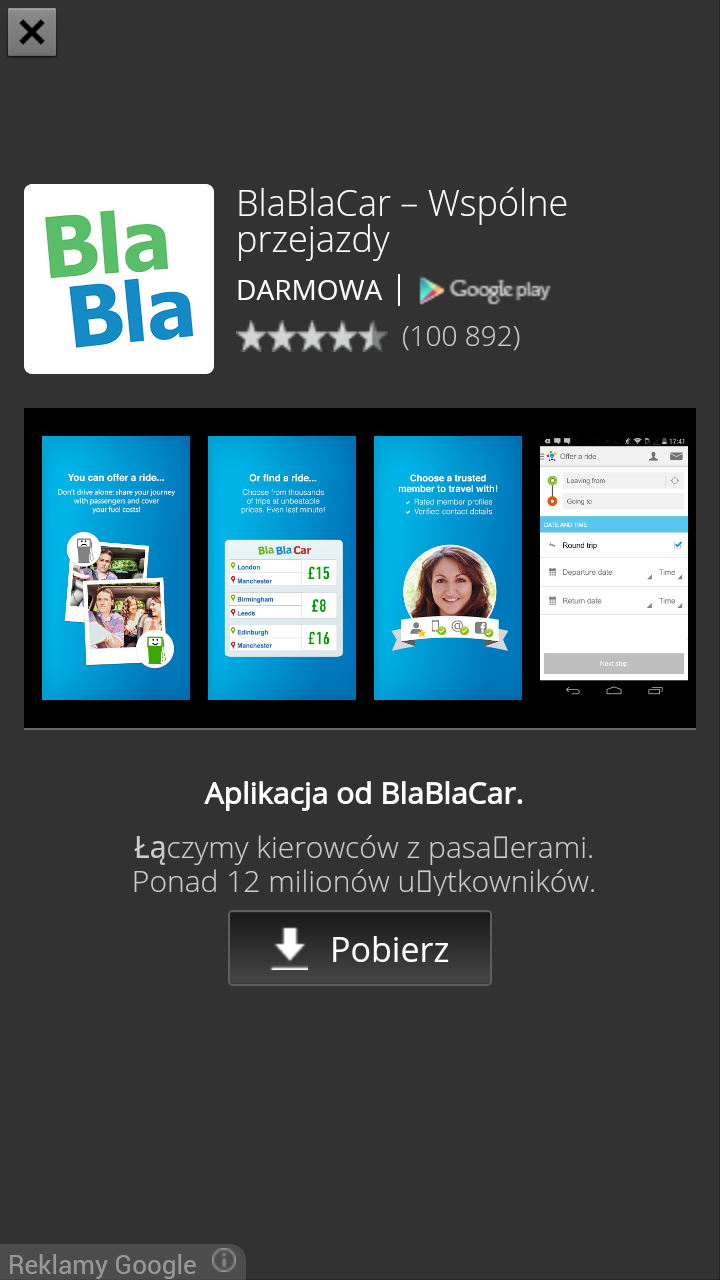 Bla
Bla
BlaBlaCar – Wspólne
przejazdy
DARMOWA
Google play
(100 892)
You can offer a ride...
Don't drive alone: share your journey
with passengers and cover
your fuel costs!
Or find a ride...
Choose from thousands
of trips at unbeatable
prices. Even last minute!
BlaBlaCar
London
Manchester
£15
Birmingham
Leeds
£8
Edinburgh
Manchester
£16
Choose a trusted
member to travel with!
Rated member profiles
Verified contact details
17:41
Offer a ride
Leaving from
Going to
DATE AND TIME
Round trip
Departure date
Time
Return date
Time
Next step
Aplikacja od BlaBlaCar.
Łączymy kierowców z pasa▯erami.
Ponad 12 milionów u▯ytkowników.
Pobierz
Reklamy Google